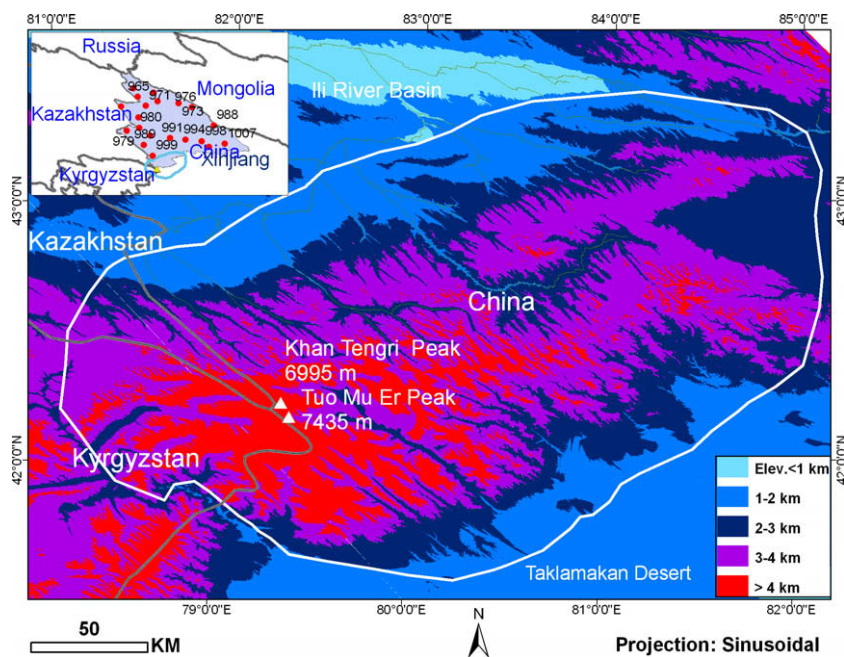 81°0'0"E 82°0'0"E 83°0'0"E 84°0'0"E 85°0'0"E
Russia
Mongolia
Kazakhstan
China
Xinjiang
Kyrgyzstan
965
971
976
973
988
980
991 994 998 1007
989
979
999
Ili River Basin
43°0'0"N
43°0'0"N
Kazakhstan
China
Khan Tengri Peak
6995 m
Tuo Mu Er Peak
7435 m
42°0'0"N
42°0'0"N
Kyrgyzstan
Taklamakan Desert
Elev.<1 km
1-2 km
2-3 km
3-4 km
> 4 km
79°0'0"E 80°0'0"E 81°0'0"E 82°0'0"E
50
KM
N
Projection: Sinusoidal